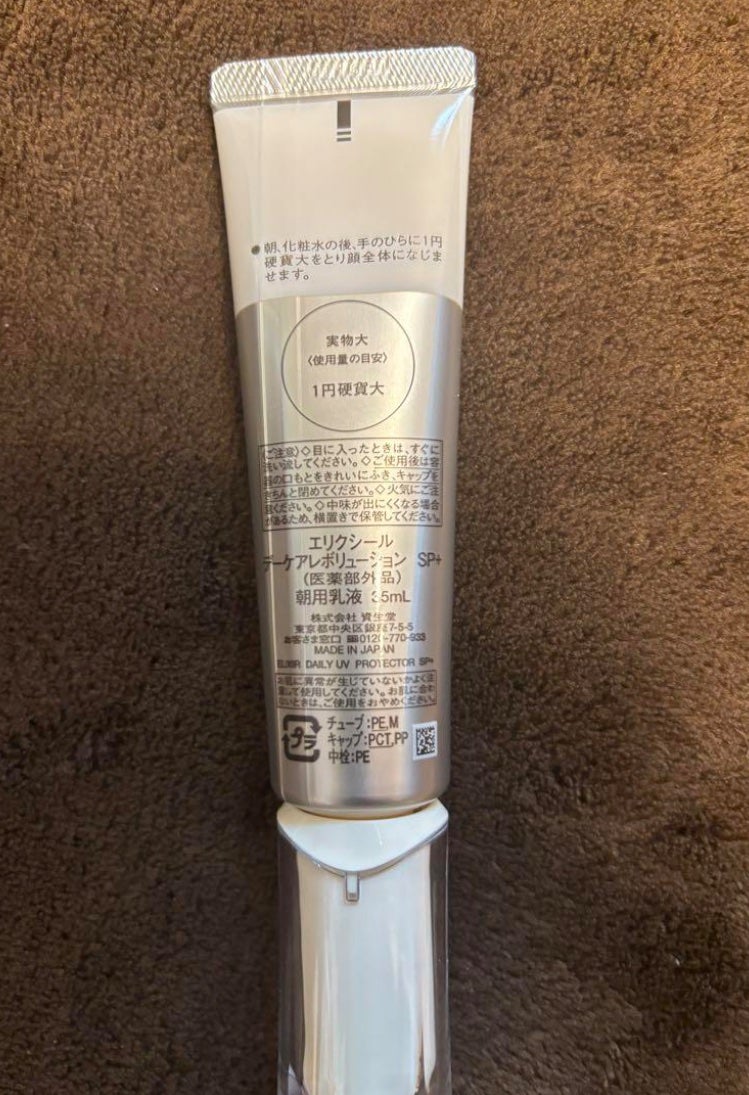 ●朝、化粧水の後、手のひらに1円
硬貨大をとり顔全体になじま
せます。
実物大
〈使用量の目安〉
1円硬貨大
〈ご注意〉◇目に入ったときは、すぐに
洗い流してください。◇ご使用後は容
器の口もとをきれいにふき、キャップを
きちんと閉めてください。◇火気にご注
意ください。◇中味が出にくくなる場合
があるため、横置きで保管してください。
エリクシール
デーケアレボリューション SP+
(医薬部外品)
朝用乳液 35mL
株式会社 資生堂
東京都中央区銀座7-5-5
お客さま窓口 0120-770-933
MADE IN JAPAN
ELIXIR DAILY UV PROTECTOR SP+
お肌に異常が生じていないかよく注
意して使用してください。お肌に合わ
ないときは、ご使用をおやめください。
プラ
チューブ:PE,M
キャップ:PCT,PP
中栓:PE